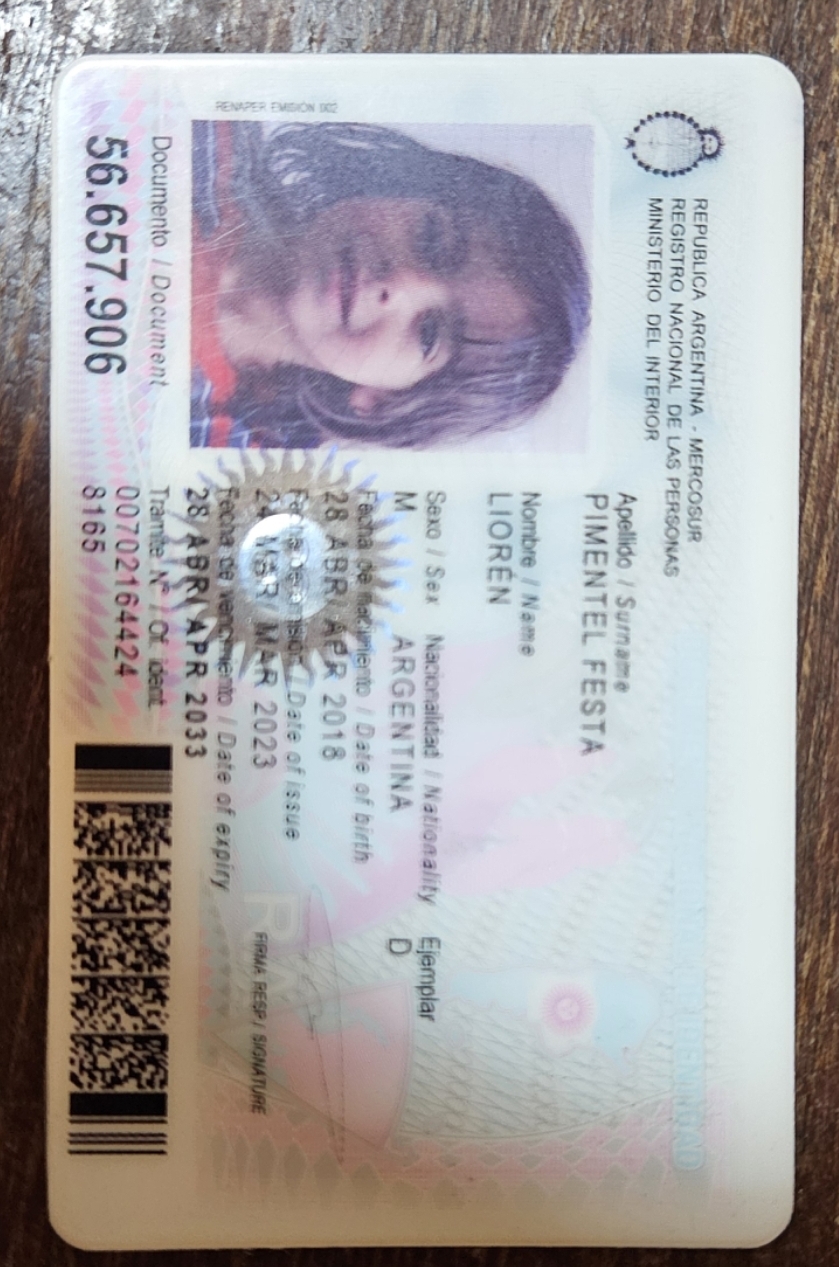 REPUBLICA ARGENTINA - MERCOSUR
REGISTRO NACIONAL DE LAS PERSONAS
MINISTERIO DEL INTERIOR
RENAPER EMISIÓN 002
Apellido / Surname
PIMENTEL FESTA
Nombre / Name
LIORÉN
Sexo / Sex Nacionalidad / Nationality Ejemplar
M ARGENTINA D
Fecha de nacimiento / Date of birth
28 ABR/ APR 2018
Fecha de emisión / Date of issue
24 MAR/ MAR 2023
Fecha de vencimiento / Date of expiry
28 ABR/ APR 2033
FIRMA RESP / SIGNATURE
Documento / Document
56.657.906
Tramite N° / Of. ident.
00702164424
8165